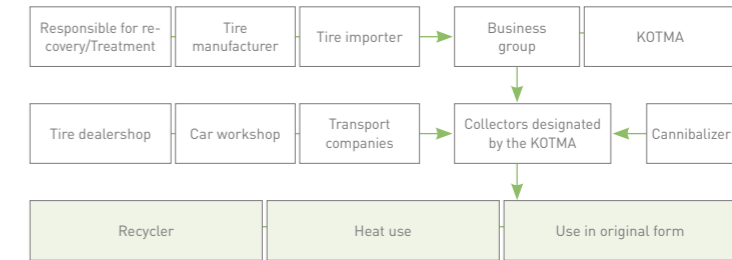 Responsible for re-
covery/Treatment
Tire
manufacturer
Tire importer
Business
group
KOTMA
Tire dealershop
Car workshop
Transport
companies
Collectors designated
by the KOTMA
Cannibalizer
Recycler
Heat use
Use in original form